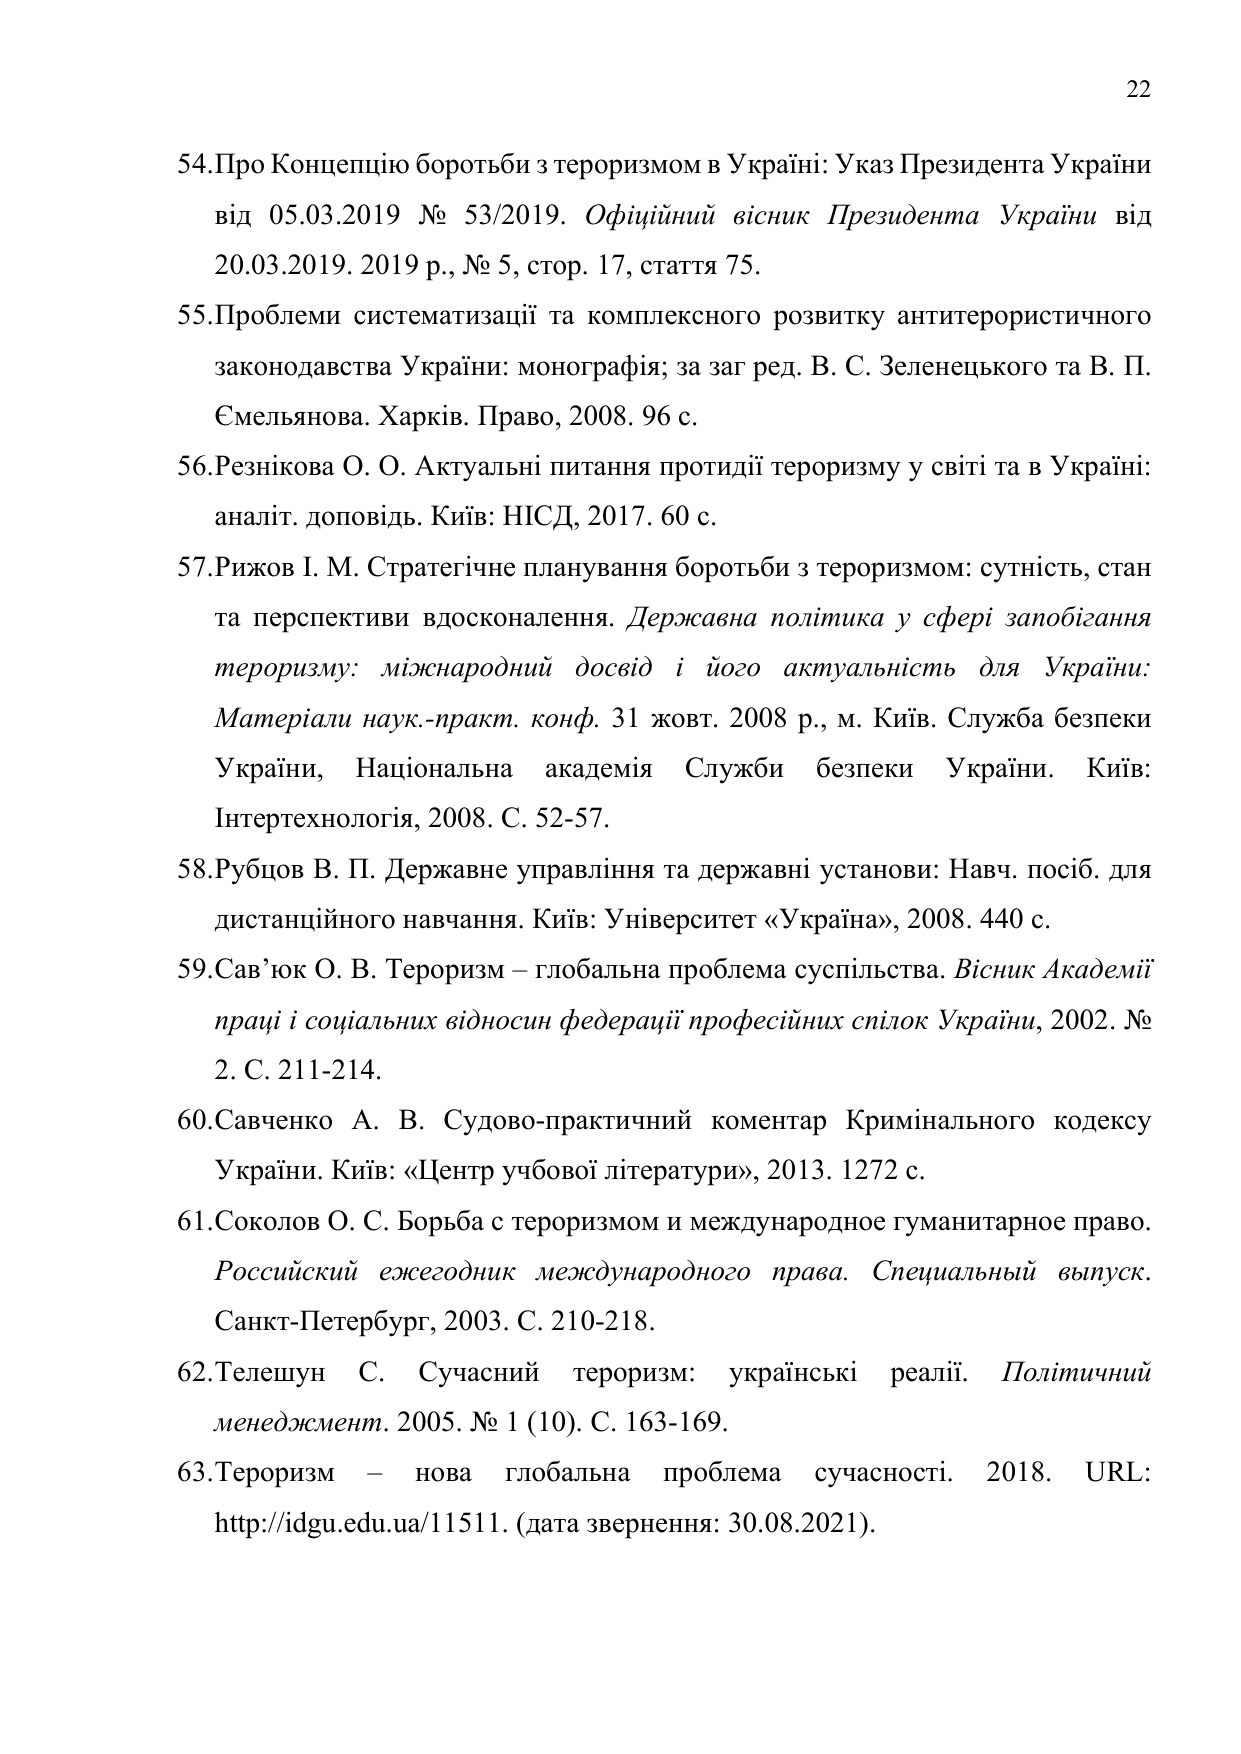 22
54.Про Концепцію боротьби з тероризмом в Україні: Указ Президента України
від 05.03.2019 № 53/2019. Офіційний вісник Президента України від
20.03.2019. 2019 р., № 5, стор. 17, стаття 75.
55.Проблеми систематизації та комплексного розвитку антитерористичного
законодавства України: монографія; за заг ред. В. С. Зеленецького та В. П.
Ємельянова. Харків. Право, 2008. 96 с.
56.Резнікова О. О. Актуальні питання протидії тероризму у світі та в Україні:
аналіт. доповідь. Київ: НІСД, 2017. 60 с.
57.Рижов І. М. Стратегічне планування боротьби з тероризмом: сутність, стан
та перспективи вдосконалення. Державна політика у сфері запобігання
тероризму: міжнародний досвід і його актуальність для України:
Матеріали наук.-практ. конф. 31 жовт. 2008 р., м. Київ. Служба безпеки
України, Національна академія Служби безпеки України. Київ:
Інтертехнологія, 2008. С. 52-57.
58.Рубцов В. П. Державне управління та державні установи: Навч. посіб. для
дистанційного навчання. Київ: Університет «Україна», 2008. 440 с.
59.Сав’юк О. В. Тероризм – глобальна проблема суспільства. Вісник Академії
праці і соціальних відносин федерації професійних спілок України, 2002. №
2. С. 211-214.
60.Савченко А. В. Судово-практичний коментар Кримінального кодексу
України. Київ: «Центр учбової літератури», 2013. 1272 с.
61.Соколов О. С. Борьба с тероризмом и международное гуманитарное право.
Российский ежегодник международного права. Специальный выпуск.
Санкт-Петербург, 2003. С. 210-218.
62.Телешун С. Сучасний тероризм: українські реалії. Політичний
менеджмент. 2005. № 1 (10). С. 163-169.
63.Тероризм – нова глобальна проблема сучасності. 2018. URL:
http://idgu.edu.ua/11511. (дата звернення: 30.08.2021).